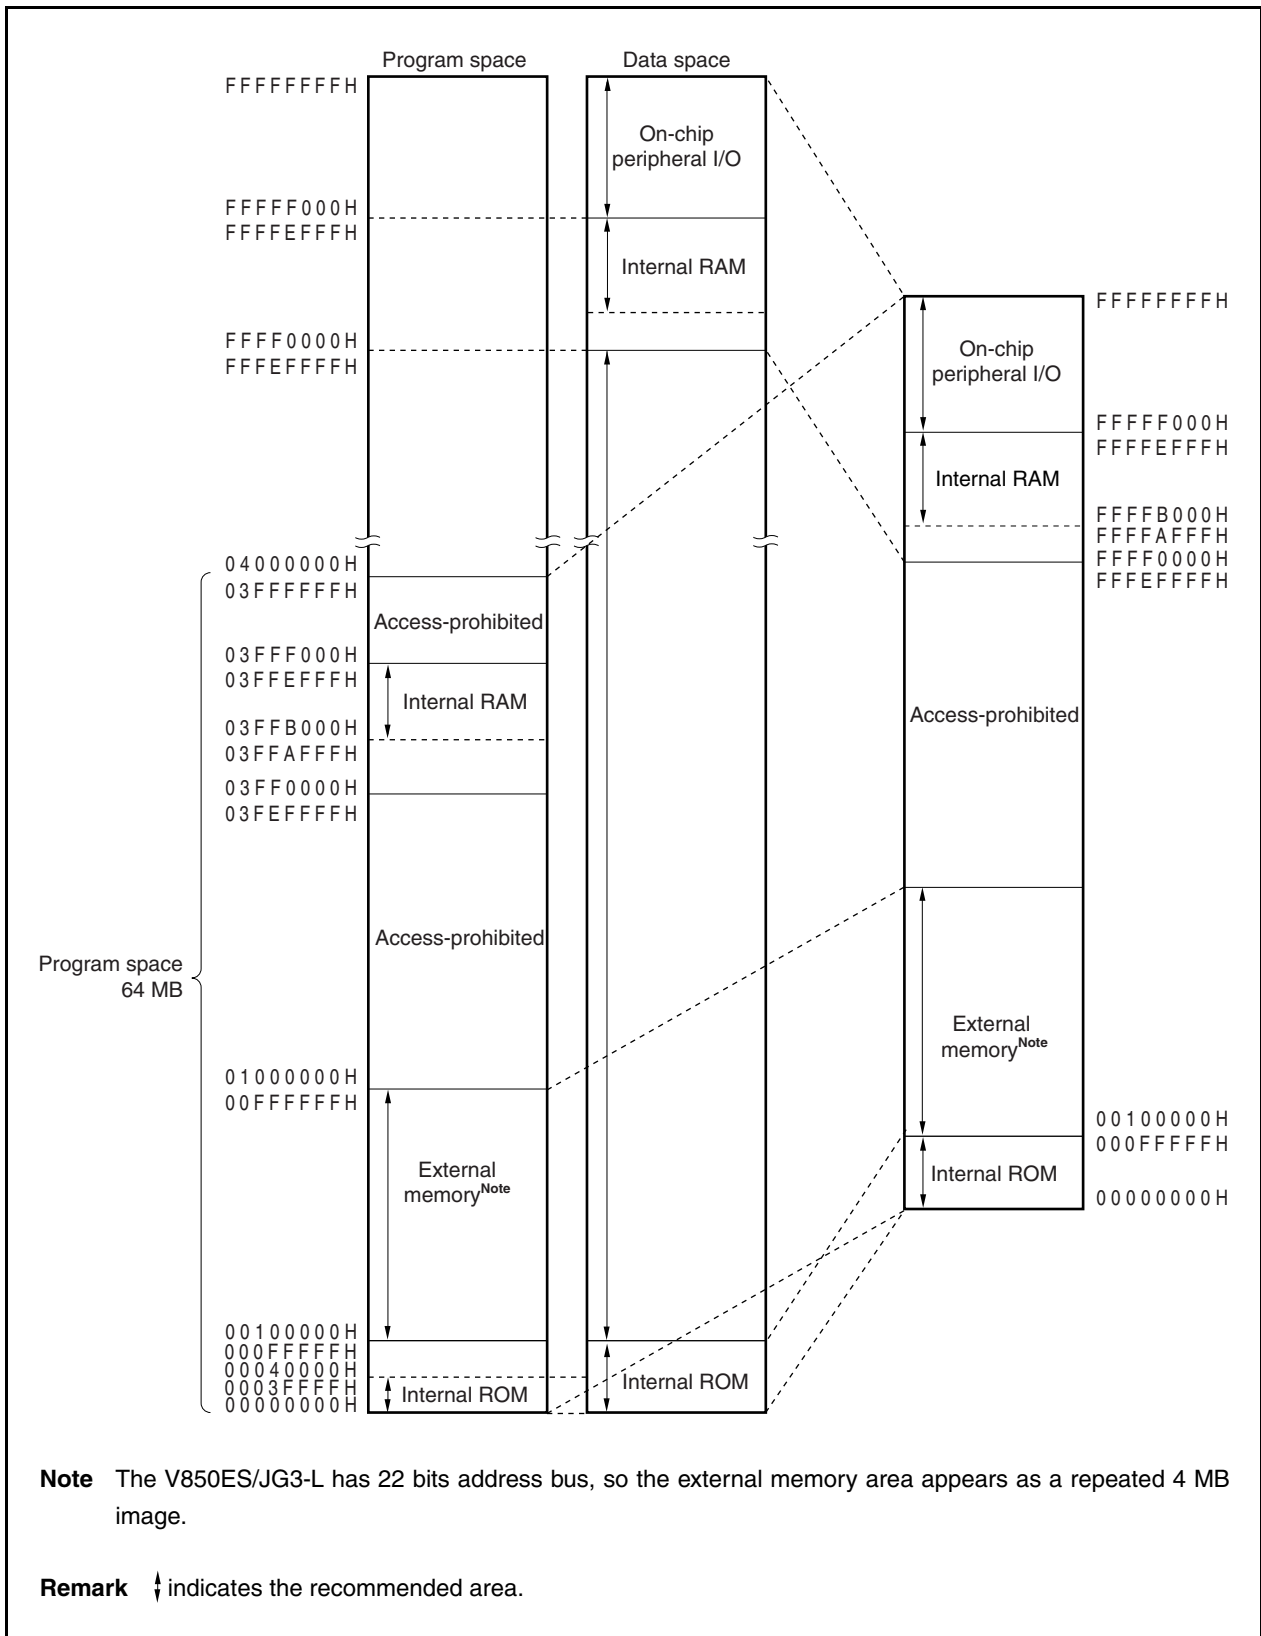 Program space
Data space
FFFFFFFFH
On-chip
peripheral I/O
FFFFF000H
FFFFEFFFH
Internal RAM
FFFF0000H
FFFEFFFFH
04000000H
03FFFFFFH
Access-prohibited
03FFF000H
03FFEFFFH
Internal RAM
03FFB000H
03FFAFFFH
03FF0000H
03FEFFFFH
Access-prohibited
Program space
64 MB
01000000H
00FFFFFFH
External
memoryNote
00100000H
000FFFFFH
00040000H
0003FFFFH
00000000H
Internal ROM
Internal ROM
FFFFFFFFH
On-chip
peripheral I/O
FFFFF000H
FFFFEFFFH
Internal RAM
FFFFB000H
FFFFAFFFH
FFFF0000H
FFFEFFFFH
Access-prohibited
External
memoryNote
00100000H
000FFFFFH
Internal ROM
00000000H
Note The V850ES/JG3-L has 22 bits address bus, so the external memory area appears as a repeated 4 MB
image.
Remark indicates the recommended area.